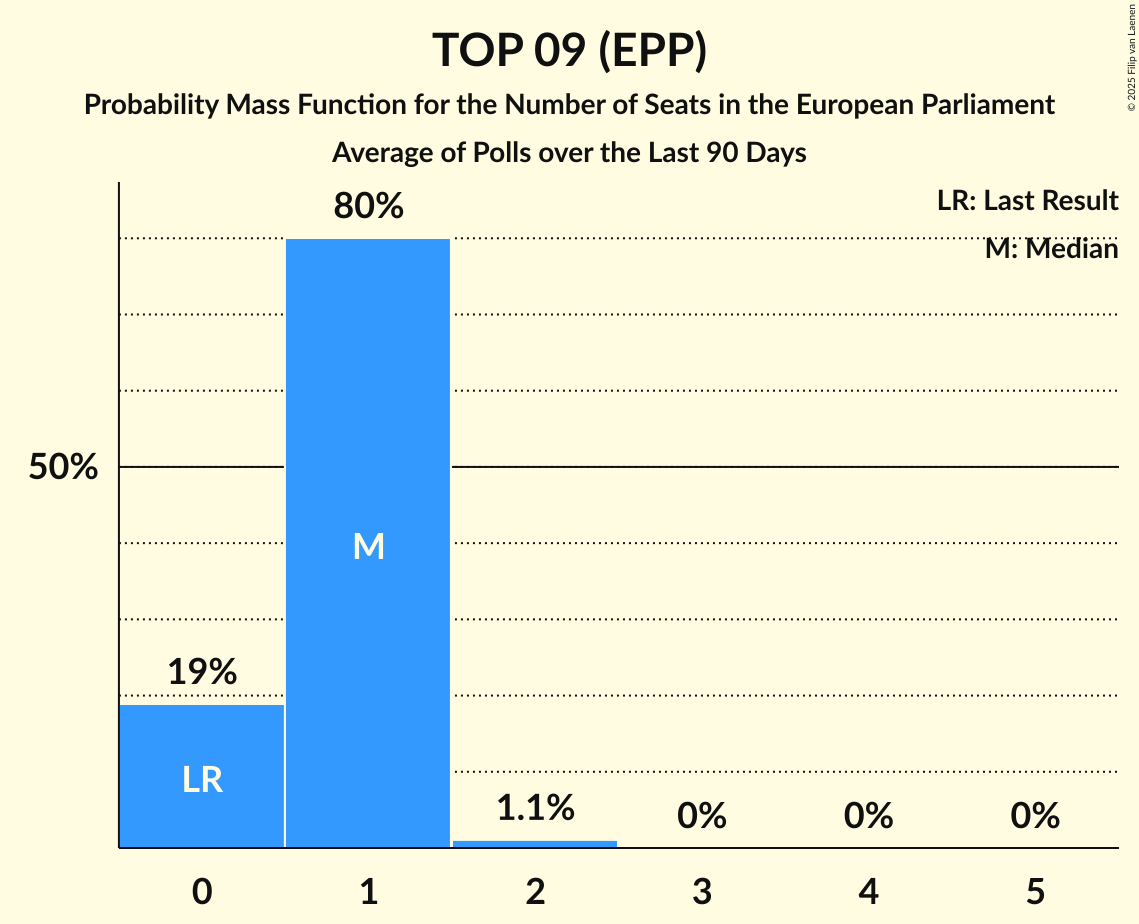 TOP 09 (EPP)
Probability Mass Function for the Number of Seats in the European Parliament
Average of Polls over the Last 90 Days
© 2025 Filip van Laenen
LR: Last Result
M: Median
80%
50%
M
19%
LR
1.1%
0%
0%
0%
0
1
2
3
4
5